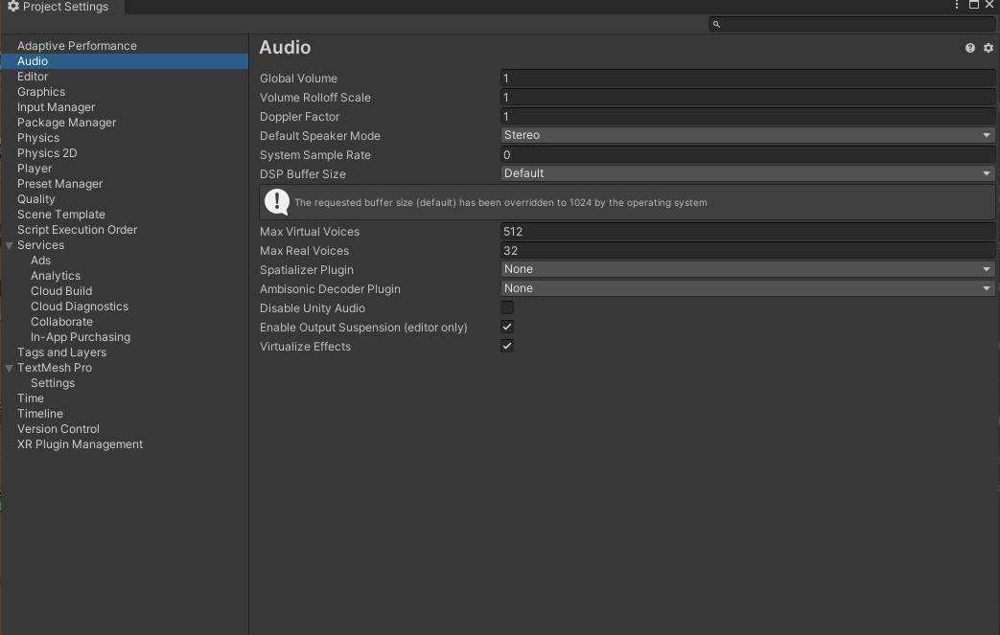 Project Settings
Adaptive Performance
Audio
Editor
Graphics
Input Manager
Package Manager
Physics
Physics 2D
Player
Preset Manager
Quality
Scene Template
Script Execution Order
Services
Ads
Analytics
Cloud Build
Cloud Diagnostics
Collaborate
In-App Purchasing
Tags and Layers
TextMesh Pro
Settings
Time
Timeline
Version Control
XR Plugin Management
Audio
Global Volume 1
Volume Rolloff Scale 1
Doppler Factor 1
Default Speaker Mode Stereo
System Sample Rate 0
DSP Buffer Size Default
The requested buffer size (default) has been overridden to 1024 by the operating system
Max Virtual Voices 512
Max Real Voices 32
Spatializer Plugin None
Ambisonic Decoder Plugin None
Disable Unity Audio
Enable Output Suspension (editor only)
Virtualize Effects